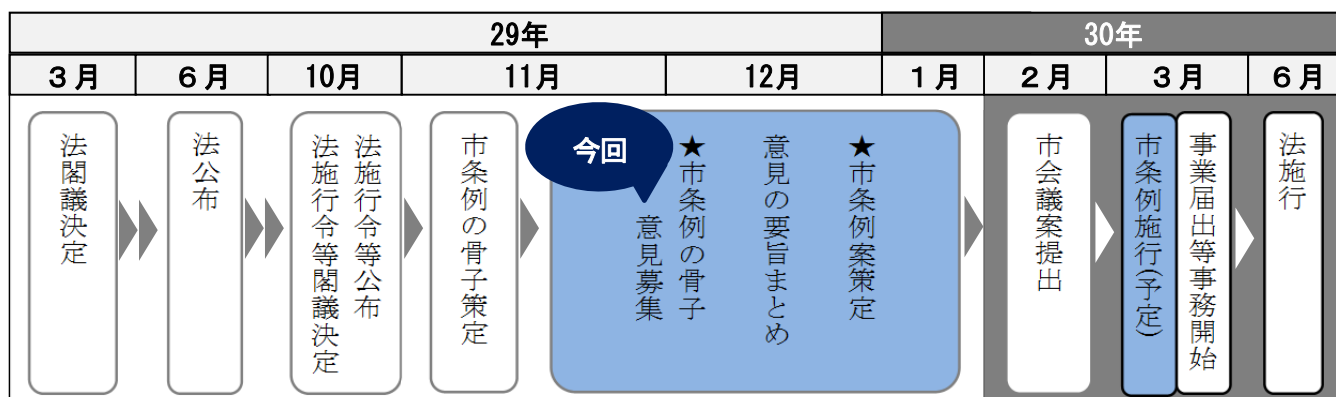 29年
30年
3月
6月
10月
11月
12月
1月
2月
3月
6月
法閣議決定
法公布
法施行令等公布
法施行令等閣議決定
市条例の骨子策定
今回
★市条例の骨子
意見募集
意見の要旨まとめ
★市条例案策定
市会議案提出
市条例施行(予定)
事業届出等事務開始
法施行